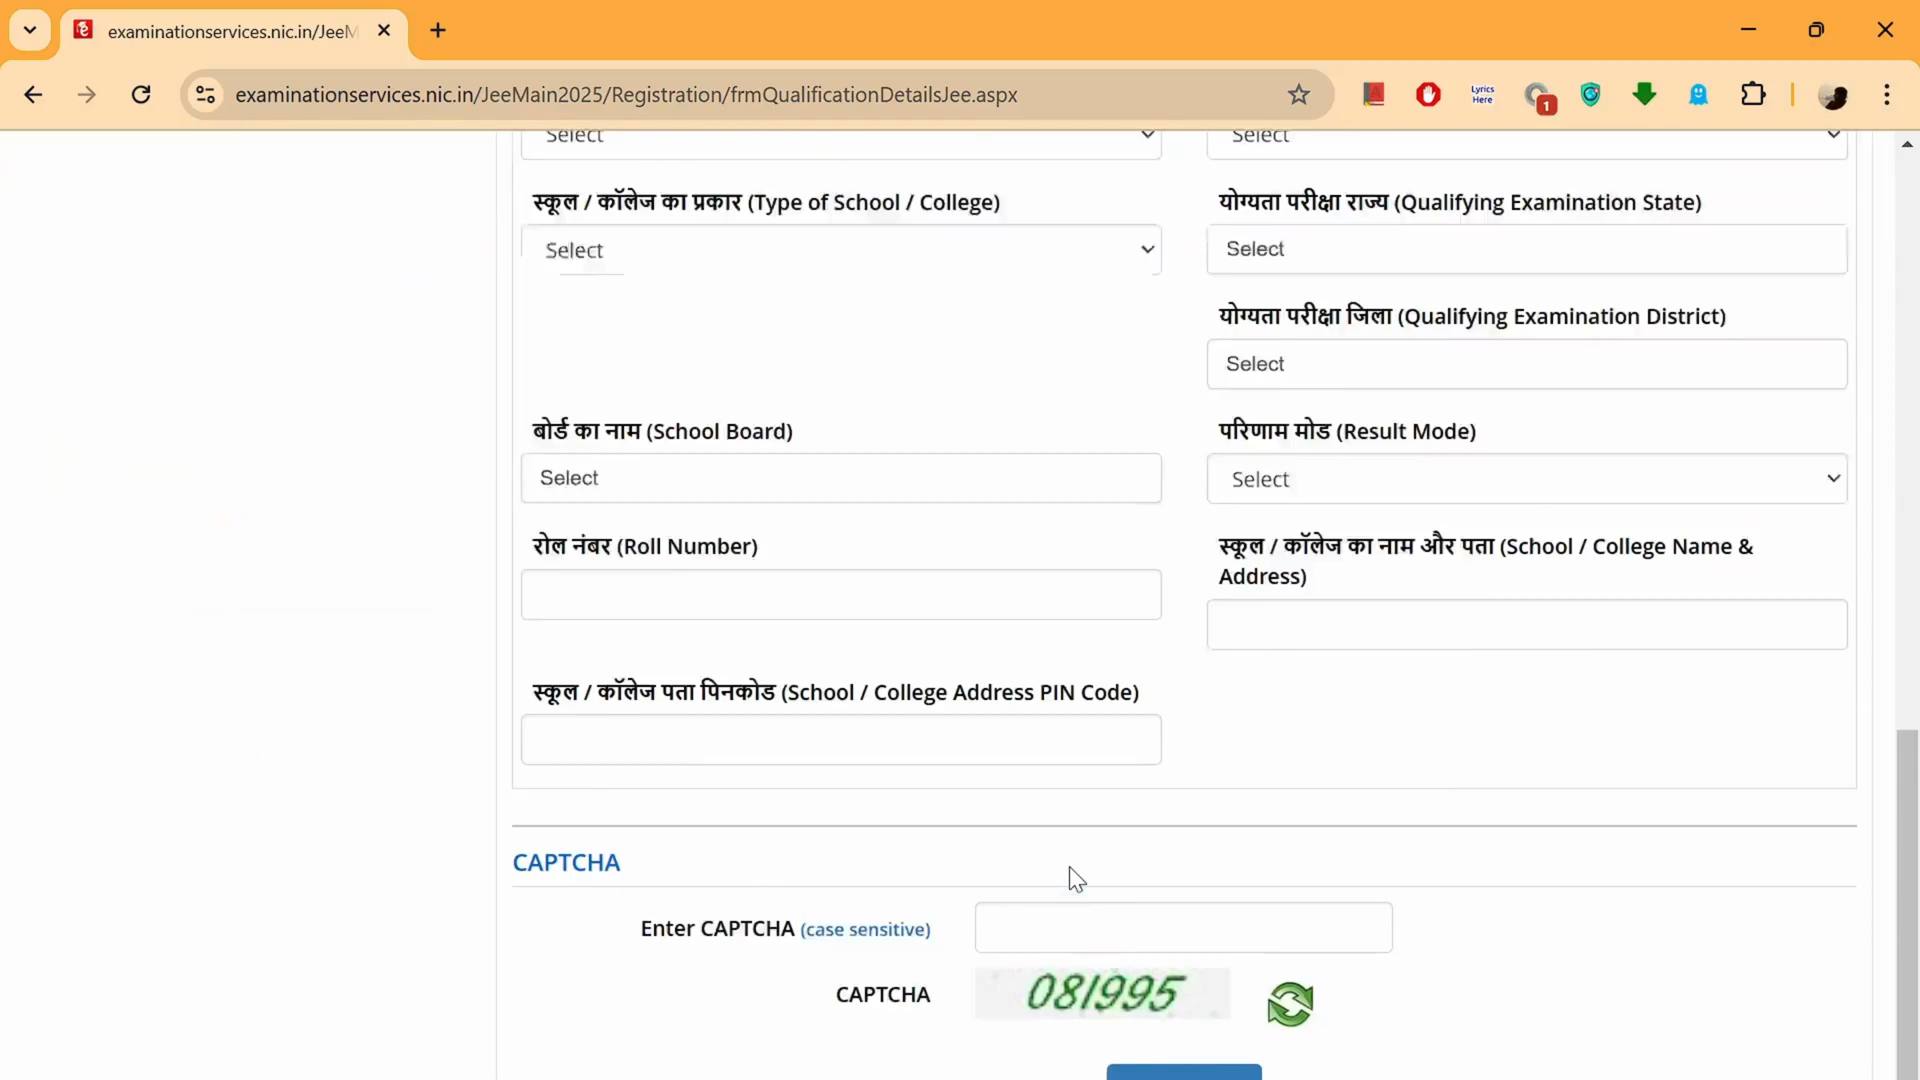 examinationservices.nic.in/JeeM
examinationservices.nic.in/JeeMain2025/Registration/frmQualificationDetailsJee.aspx
Lyrics
Here
1
Select Select
स्कूल / कॉलेज का प्रकार (Type of School / College) योग्यता परीक्षा राज्य (Qualifying Examination State)
Select Select
योग्यता परीक्षा जिला (Qualifying Examination District)
Select
बोर्ड का नाम (School Board) परिणाम मोड (Result Mode)
Select Select
रोल नंबर (Roll Number) स्कूल / कॉलेज का नाम और पता (School / College Name &
Address)
स्कूल / कॉलेज पता पिनकोड (School / College Address PIN Code)
CAPTCHA
Enter CAPTCHA (case sensitive)
CAPTCHA 081995